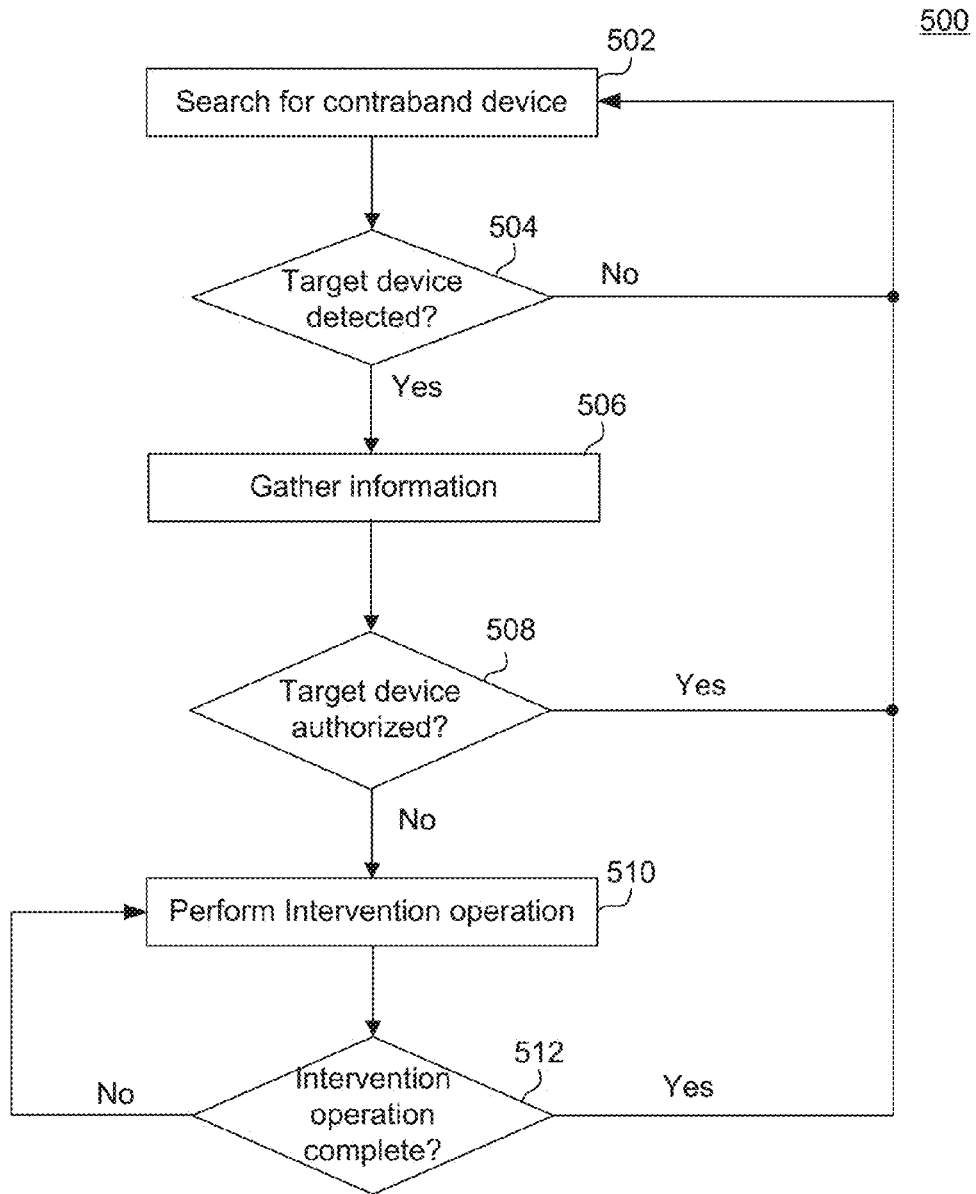 500
502
Search for contraband device
504
Target device
detected?
No
Yes
506
Gather information
508
Target device
authorized?
Yes
No
510
Perform Intervention operation
512
Intervention
operation
complete?
No
Yes